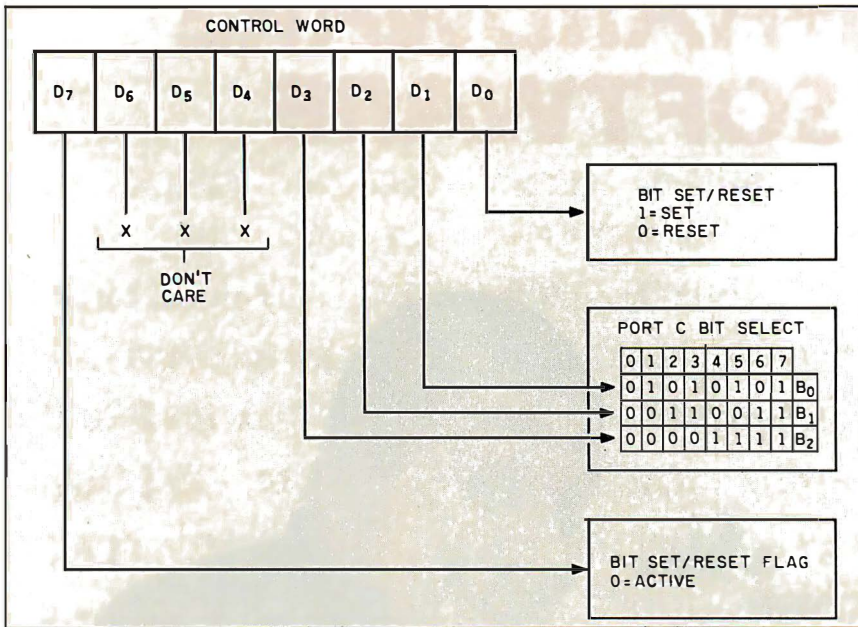 CONTROL WORD
D7 D6 D5 D4 D3 D2 D1 D0
BIT SET/RESET
1=SET
0=RESET
X X X
DON'T
CARE
PORT C BIT SELECT
0 1 2 3 4 5 6 7
0 1 0 1 0 1 0 1 B0
0 0 1 1 0 0 1 1 B1
0 0 0 0 1 1 1 1 B2
BIT SET/RESET FLAG
0=ACTIVE